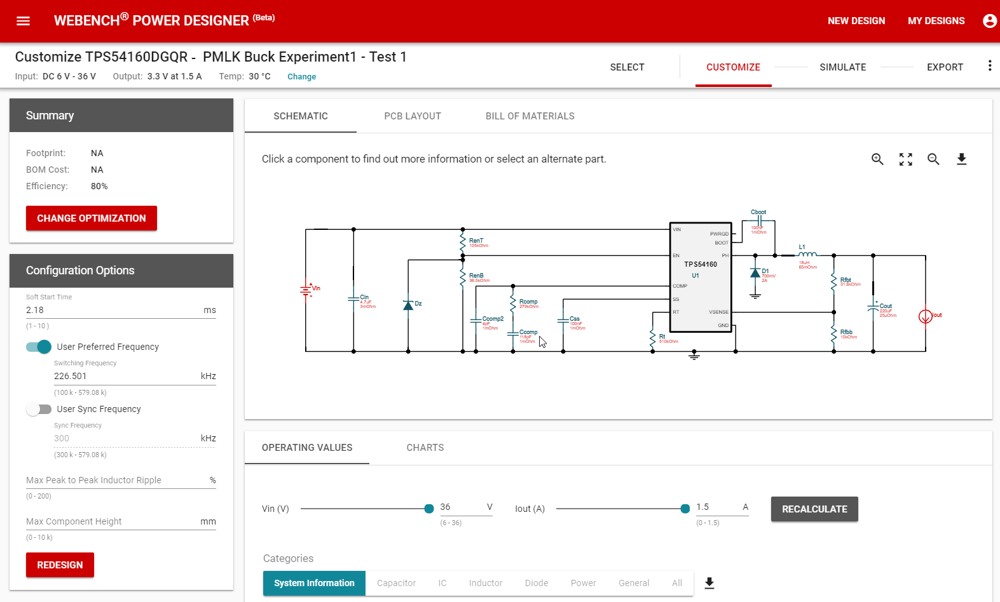 WEBENCH® POWER DESIGNER (Beta)
NEW DESIGN
MY DESIGNS
Customize TPS54160DGQR - PMLK Buck Experiment1 - Test 1
Input: DC 6 V - 36 V Output: 3.3 V at 1.5 A Temp: 30 °C Change
SELECT
CUSTOMIZE
SIMULATE
EXPORT
Summary
Footprint: NA
BOM Cost: NA
Efficiency: 80%
CHANGE OPTIMIZATION
Configuration Options
Soft Start Time
2.18 ms
(1 - 10 )
User Preferred Frequency
Switching Frequency
226.501 kHz
(100 k - 579.08 k)
User Sync Frequency
Sync Frequency
300 kHz
(300 k - 579.08 k)
Max Peak to Peak Inductor Ripple %
(0 - 200)
Max Component Height mm
(0 - 10 k)
REDESIGN
SCHEMATIC
PCB LAYOUT
BILL OF MATERIALS
Click a component to find out more information or select an alternate part.
Vin
Cin
4.7uF
3mOhm
Dz
RenT
105kOhm
RenB
36.5kOhm
Ccomp2
4pF
1mOhm
Rcomp
279kOhm
Ccomp
118pF
1mOhm
Css
100nF
1mOhm
Rt
510kOhm
VIN
EN
COMP
SS
RT
TPS54160
U1
PWRGD
BOOT
PH
VSENSE
GND
Cboot
100nF
1mOhm
D1
700mV
2A
L1
18uH
65mOhm
Rfbt
31.6kOhm
Rfbb
10kOhm
Cout
220uF
25uOhm
Iout
OPERATING VALUES
CHARTS
Vin (V) 36 V
(6 - 36)
Iout (A) 1.5 A
(0 - 1.5)
RECALCULATE
Categories
System Information
Capacitor
IC
Inductor
Diode
Power
General
All